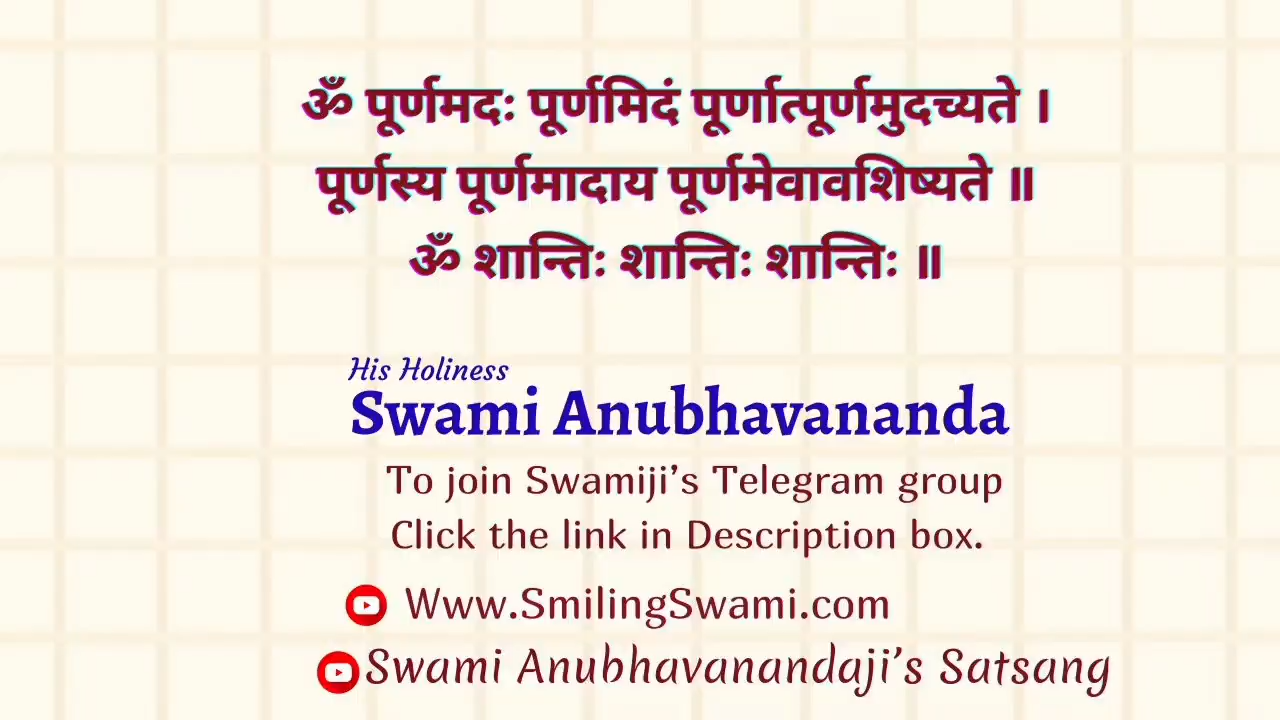 ॐ पूर्णमदः पूर्णमिदं पूर्णात्पूर्णमुदच्यते ।
पूर्णस्य पूर्णमादाय पूर्णमेवावशिष्यते ॥
ॐ शान्तिः शान्तिः शान्तिः ॥
His Holiness
Swami Anubhavananda
To join Swamiji’s Telegram group
Click the link in Description box.
Www.SmilingSwami.com
Swami Anubhavanandaji’s Satsang